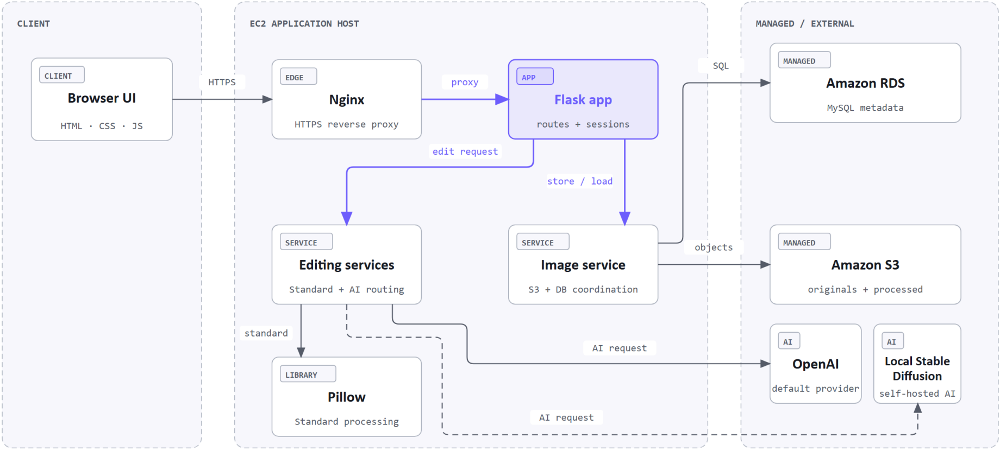 CLIENT
EC2 APPLICATION HOST
MANAGED / EXTERNAL
CLIENT
Browser UI
HTML · CSS · JS
HTTPS
EDGE
Nginx
HTTPS reverse proxy
proxy
APP
Flask app
routes + sessions
SQL
MANAGED
Amazon RDS
MySQL metadata
edit request
store / load
SERVICE
Editing services
Standard + AI routing
SERVICE
Image service
S3 + DB coordination
objects
MANAGED
Amazon S3
originals + processed
standard
AI request
AI
OpenAI
default provider
AI
Local Stable
Diffusion
self-hosted AI
LIBRARY
Pillow
Standard processing
AI request